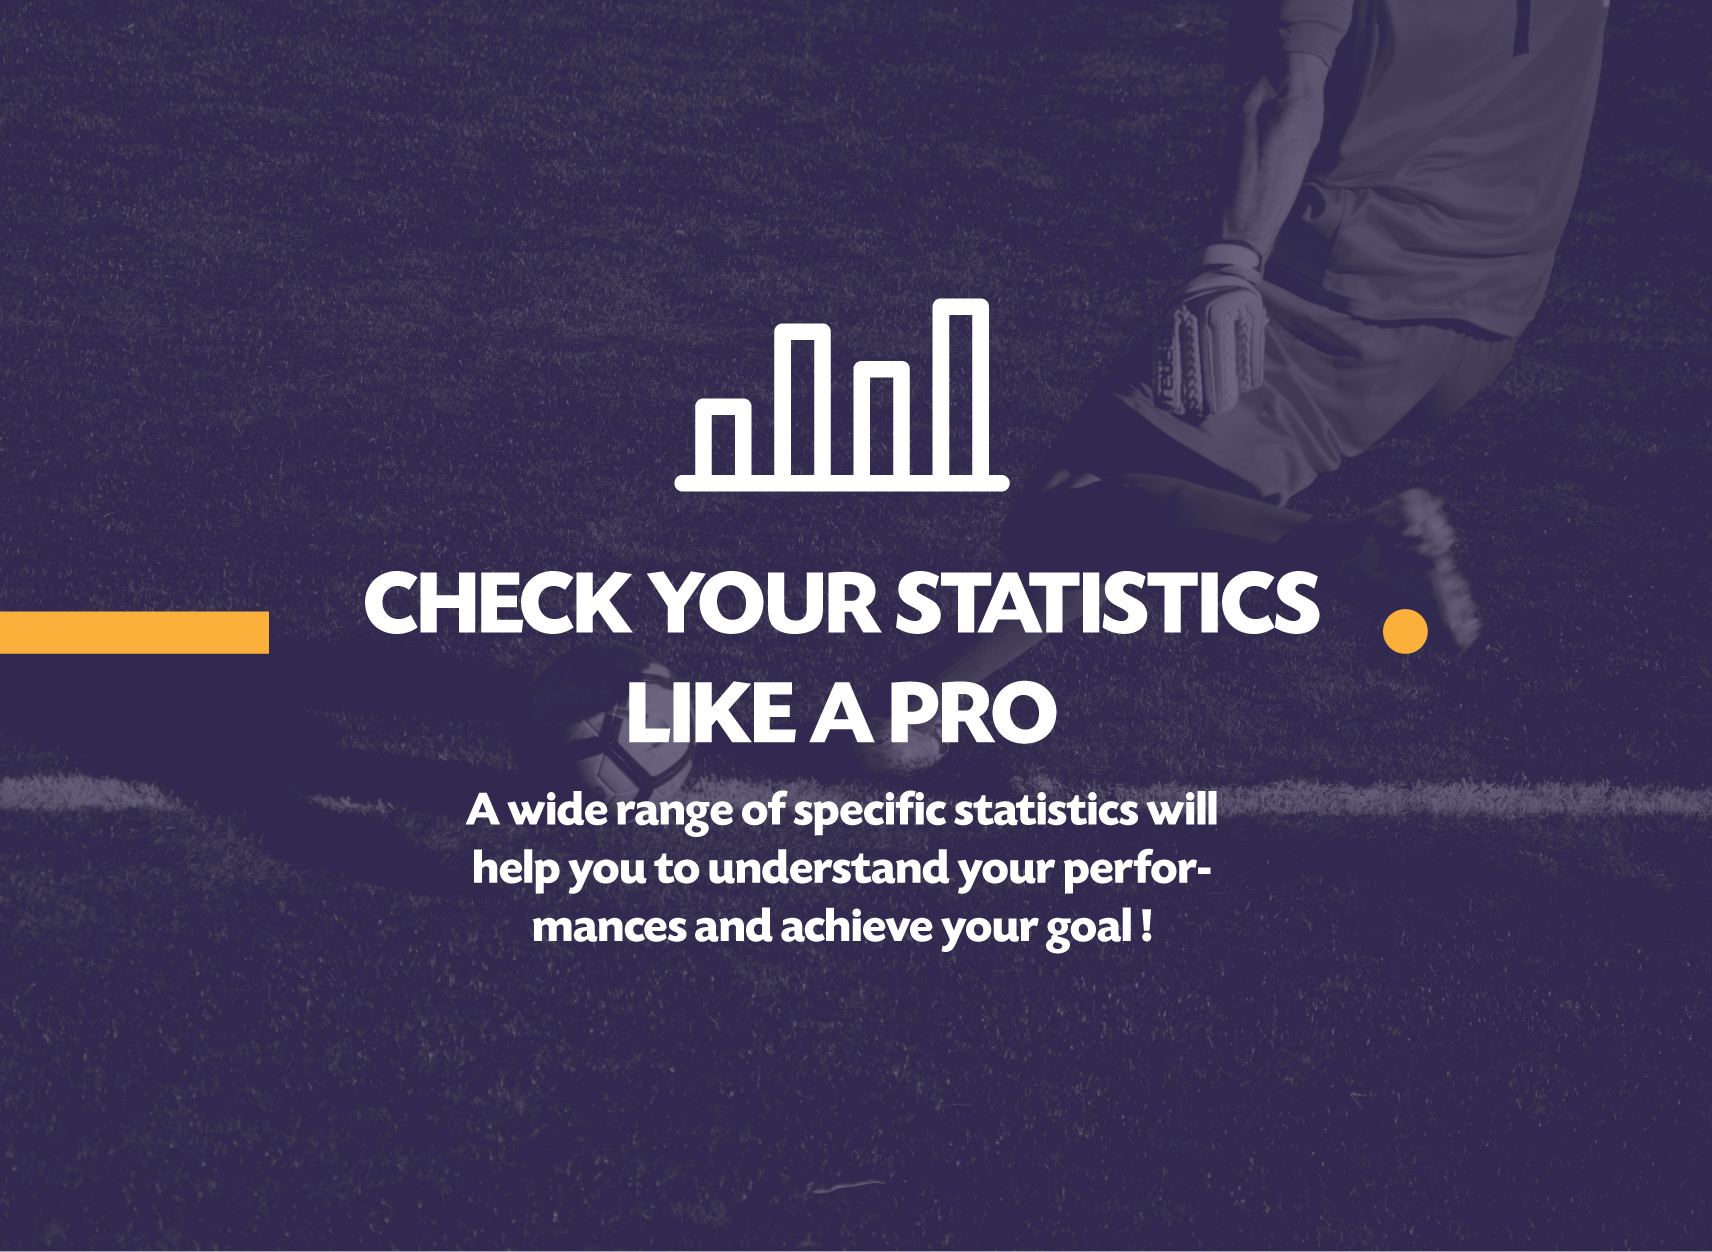 CHECK YOUR STATISTICS
LIKE A PRO
A wide range of specific statistics will
help you to understand your perfor-
mances and achieve your goal !